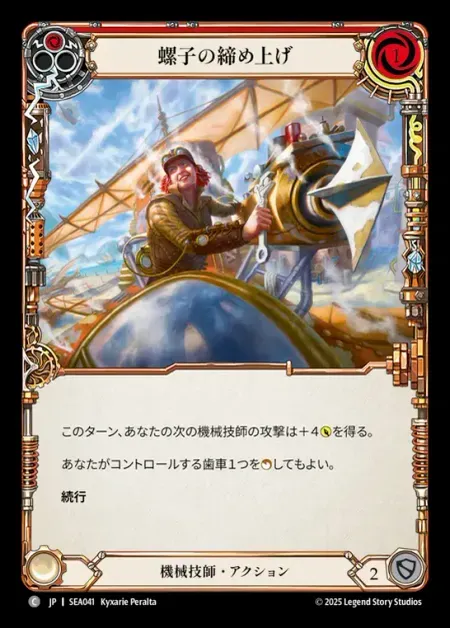 螺子の締め上げ
1
このターン、あなたの次の機械技師の攻撃は+4を得る。
あなたがコントロールする歯車1つをしてもよい。
続行
機械技師・アクション
2
C JP SEA041 Kyxarie Peralta
© 2025 Legend Story Studios